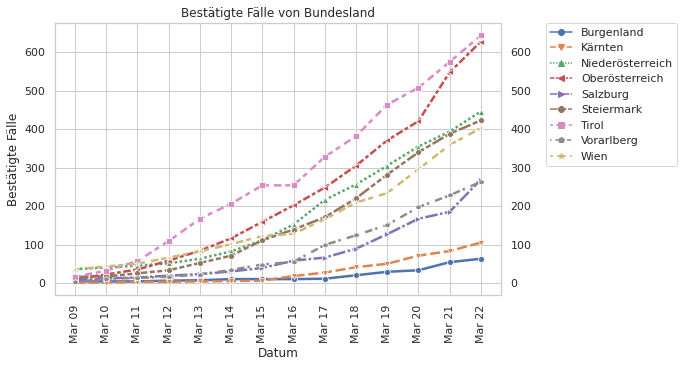 Bestätigte Fälle von Bundesland
Bestätigte Fälle
600
500
400
300
200
100
0
600
500
400
300
200
100
0
Mar 09
Mar 10
Mar 11
Mar 12
Mar 13
Mar 14
Mar 15
Mar 16
Mar 17
Mar 18
Mar 19
Mar 20
Mar 21
Mar 22
Datum
Burgenland
Kärnten
Niederösterreich
Oberösterreich
Salzburg
Steiermark
Tirol
Vorarlberg
Wien